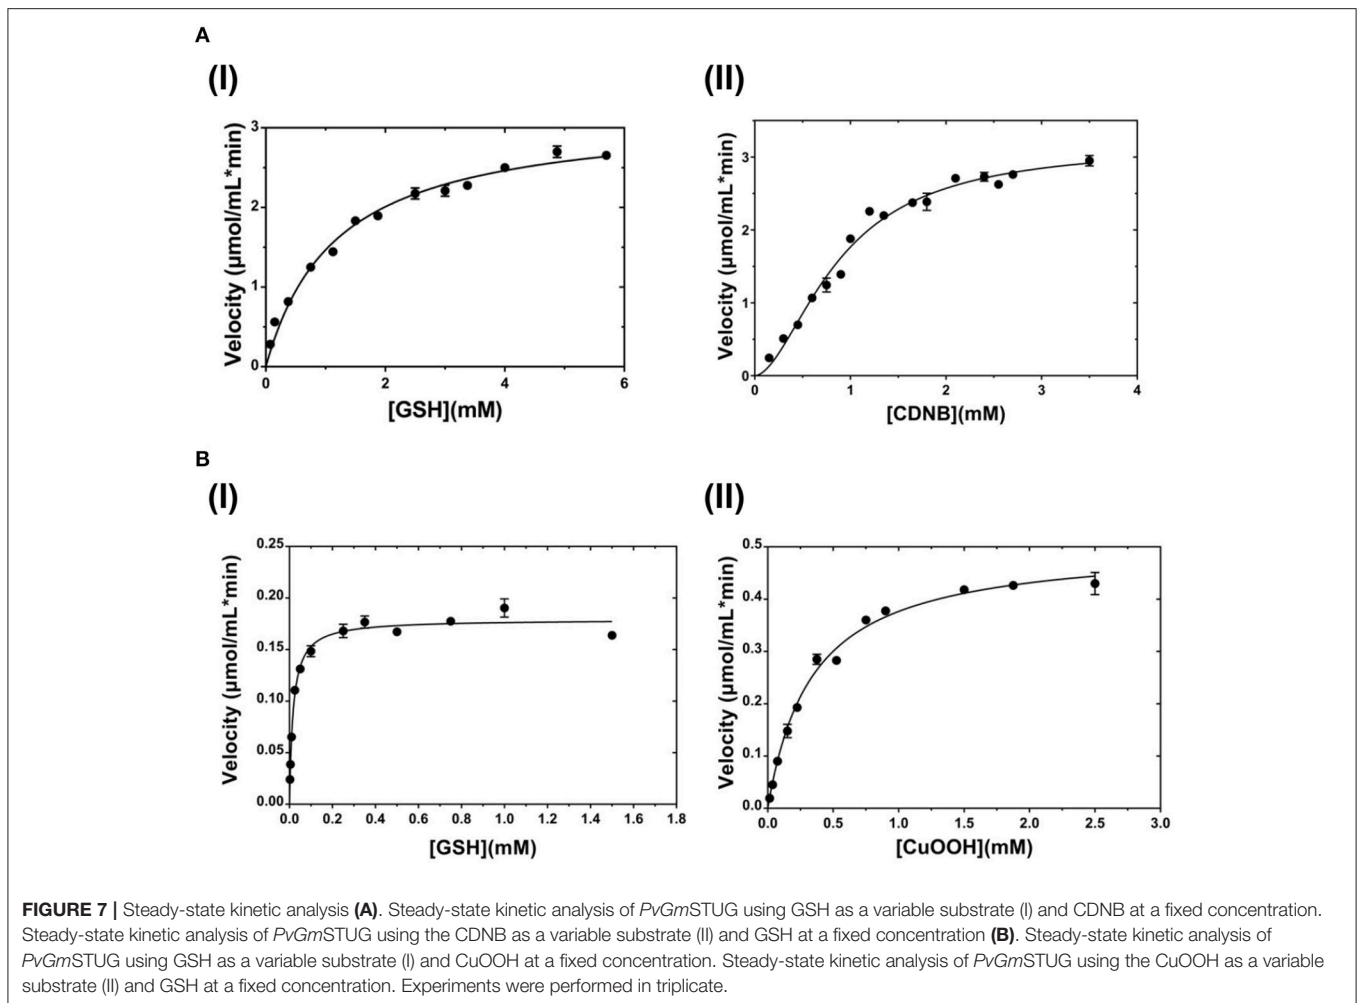 A
(I)
(II)
Velocity (µmol/mL*min)
3
2
1
0
0
2
4
6
[GSH](mM)
Velocity (µmol/mL*min)
3
2
1
0
0
1
2
3
4
[CDNB](mM)
B
(I)
(II)
Velocity (µmol/mL*min)
0.25
0.20
0.15
0.10
0.05
0.00
0.0 0.2 0.4 0.6 0.8 1.0 1.2 1.4 1.6 1.8
[GSH](mM)
Velocity (µmol/mL*min)
0.5
0.4
0.3
0.2
0.1
0.0
0.0 0.5 1.0 1.5 2.0 2.5 3.0
[CuOOH](mM)
FIGURE 7 | Steady-state kinetic analysis (A). Steady-state kinetic analysis of PvGmSTUG using GSH as a variable substrate (I) and CDNB at a fixed concentration.
Steady-state kinetic analysis of PvGmSTUG using the CDNB as a variable substrate (II) and GSH at a fixed concentration (B). Steady-state kinetic analysis of
PvGmSTUG using GSH as a variable substrate (I) and CuOOH at a fixed concentration. Steady-state kinetic analysis of PvGmSTUG using the CuOOH as a variable
substrate (II) and GSH at a fixed concentration. Experiments were performed in triplicate.